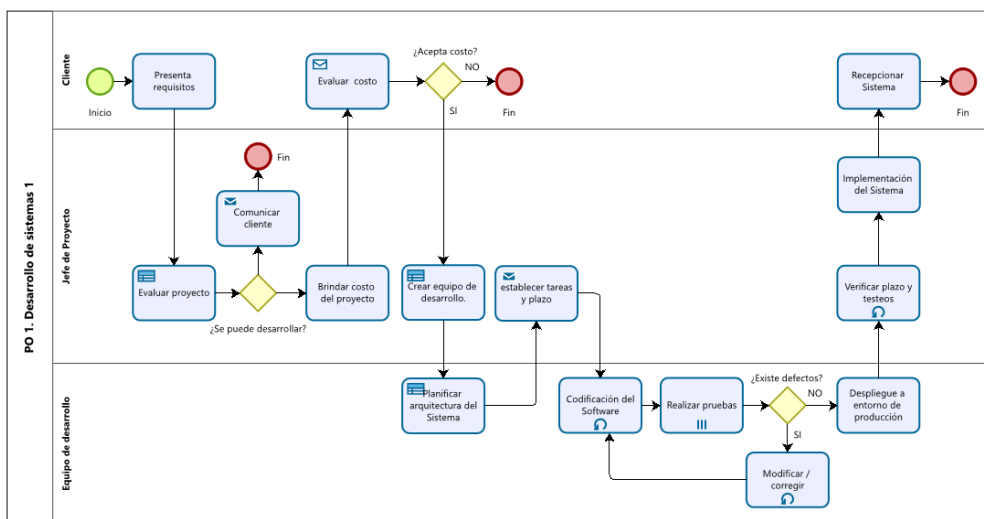 PO 1. Desarrollo de sistemas 1
Cliente
Inicio
Presenta
requisitos
Evaluar costo
¿Acepta costo?
NO
SI
Fin
Recepcionar
Sistema
Fin
Jefe de Proyecto
Fin
Comunicar
cliente
Evaluar proyecto
¿Se puede desarrollar?
Brindar costo
del proyecto
Crear equipo de
desarrollo.
establecer tareas
y plazo
Implementación
del Sistema
Verificar plazo y
testeos
Equipo de desarrollo
Planificar
arquitectura del
Sistema
Codificación del
Software
Realizar pruebas
¿Existe defectos?
NO
SI
Despliegue a
entorno de
producción
Modificar /
corregir